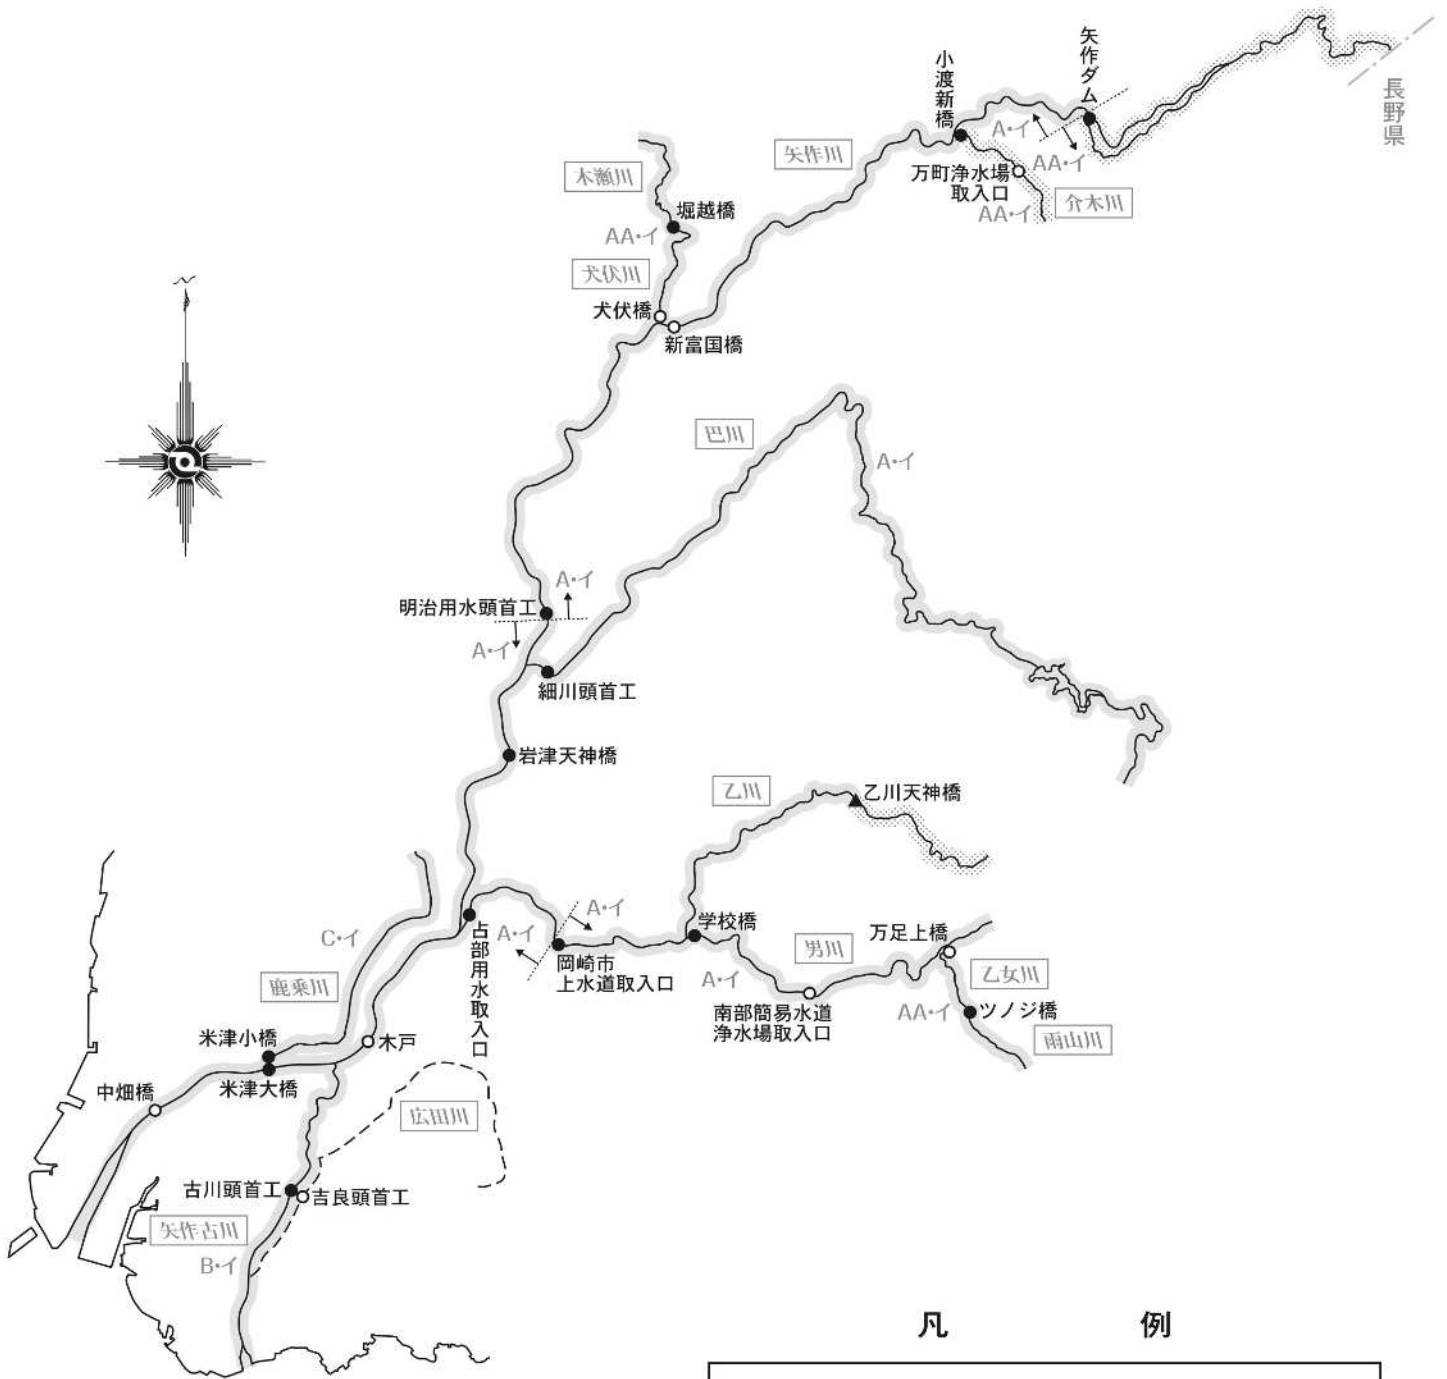 矢作ダム
小渡新橋
長野県
A・イ
AA・イ
矢作川
万町浄水場
取入口
AA・イ
介木川
木瀬川
堀越橋
AA・イ
犬伏川
犬伏橋
新富国橋
巴川
A・イ
A・イ
明治用水頭首工
A・イ
細川頭首工
岩津天神橋
乙川
乙川天神橋
C・イ
鹿乗川
占部用水取入口
A・イ
A・イ
岡崎市
上水道取入口
学校橋
A・イ
男川
南部簡易水道
浄水場取入口
万足上橋
乙女川
AA・イ
ツノジ橋
雨山川
米津小橋
木戸
米津大橋
中畑橋
広田川
古川頭首工
吉良頭首工
矢作古川
B・イ
凡例